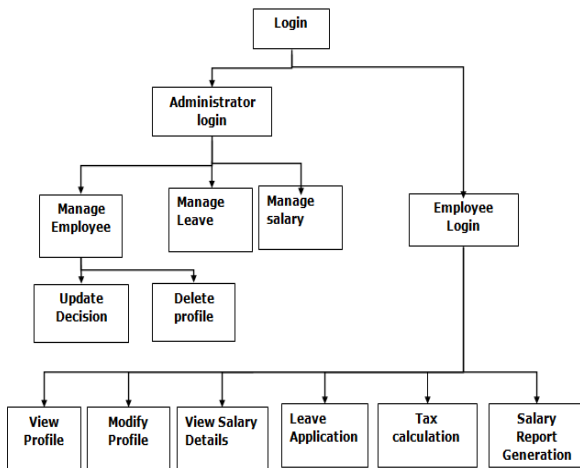 Login
Administrator
login
Manage
Employee
Manage
Leave
Manage
salary
Employee
Login
Update
Decision
Delete
profile
View
Profile
Modify
Profile
View Salary
Details
Leave
Application
Tax
calculation
Salary
Report
Generation